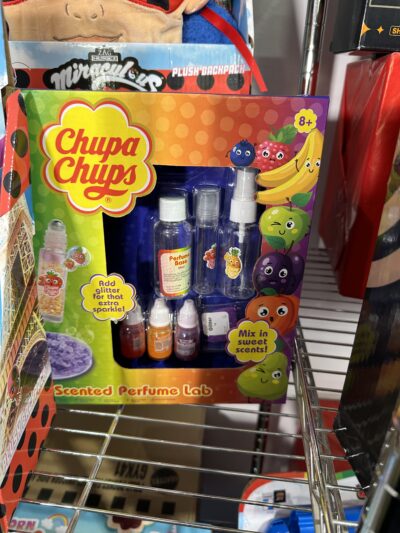 Miraculous
PLUSH BACKPACK
8+
Chupa
Chups
®
Perfume
Base
Add
glitter
for that
extra
sparkle!
Mix in
sweet
scents!
Scented Perfume Lab
GYX41